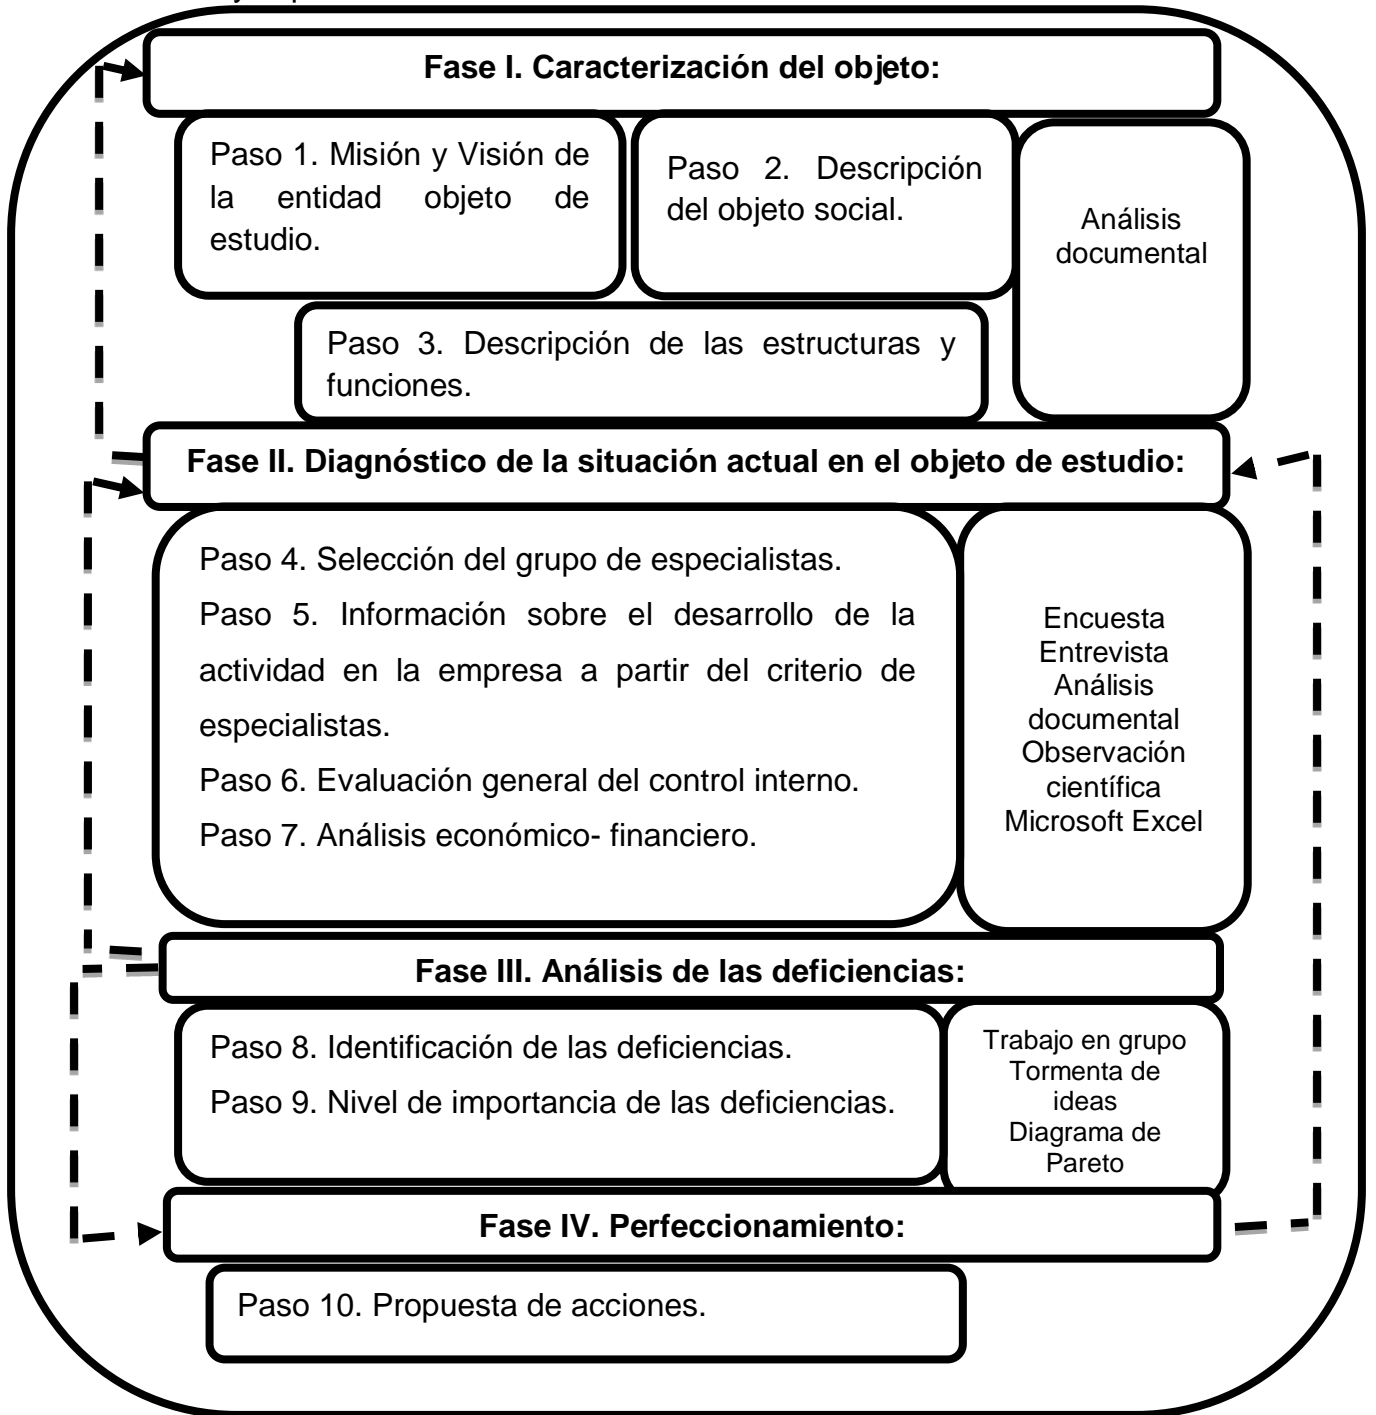 Fase I. Caracterización del objeto:
Paso 1. Misión y Visión de
la entidad objeto de
estudio.
Paso 2. Descripción
del objeto social.
Análisis
documental
Paso 3. Descripción de las estructuras y
funciones.
Fase II. Diagnóstico de la situación actual en el objeto de estudio:
Paso 4. Selección del grupo de especialistas.
Paso 5. Información sobre el desarrollo de la
actividad en la empresa a partir del criterio de
especialistas.
Paso 6. Evaluación general del control interno.
Paso 7. Análisis económico- financiero.
Encuesta
Entrevista
Análisis
documental
Observación
científica
Microsoft Excel
Fase III. Análisis de las deficiencias:
Paso 8. Identificación de las deficiencias.
Paso 9. Nivel de importancia de las deficiencias.
Trabajo en grupo
Tormenta de
ideas
Diagrama de
Pareto
Fase IV. Perfeccionamiento:
Paso 10. Propuesta de acciones.